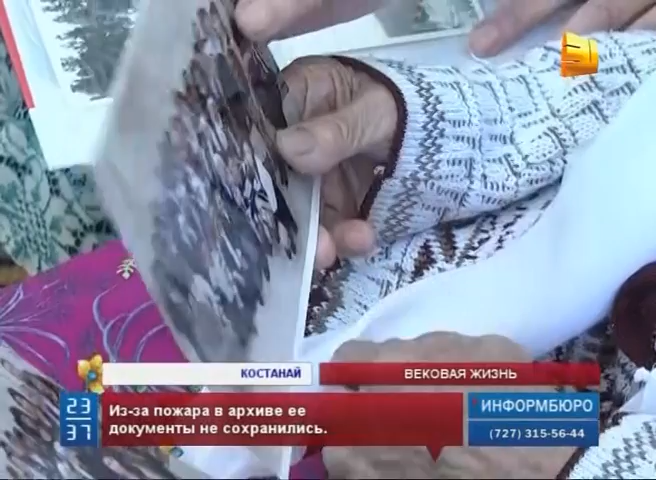 КОСТАНАЙ
ВЕКОВАЯ ЖИЗНЬ
23
37
Из-за пожара в архиве ее
документы не сохранились.
ИНФОРМБЮРО
(727) 315-56-44